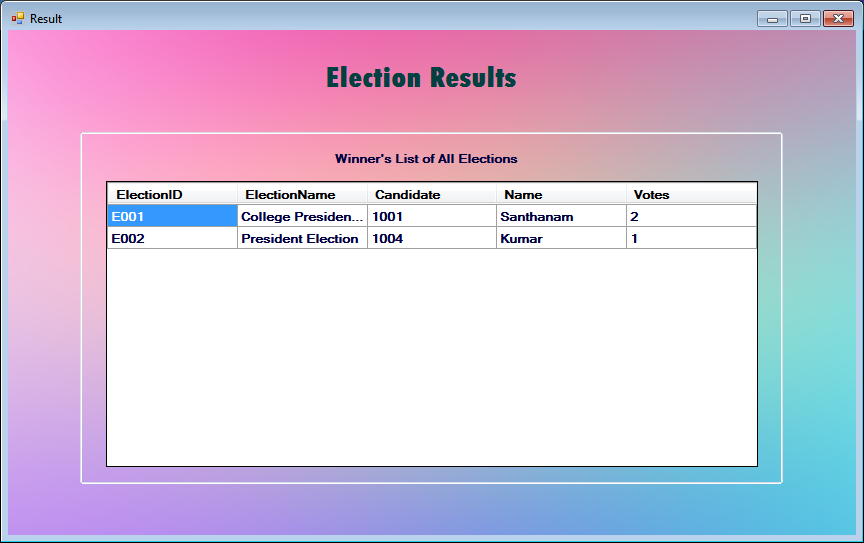 Result
Election Results
Winner's List of All Elections
ElectionID ElectionName Candidate Name Votes
E001 College Presiden... 1001 Santhanam 2
E002 President Election 1004 Kumar 1